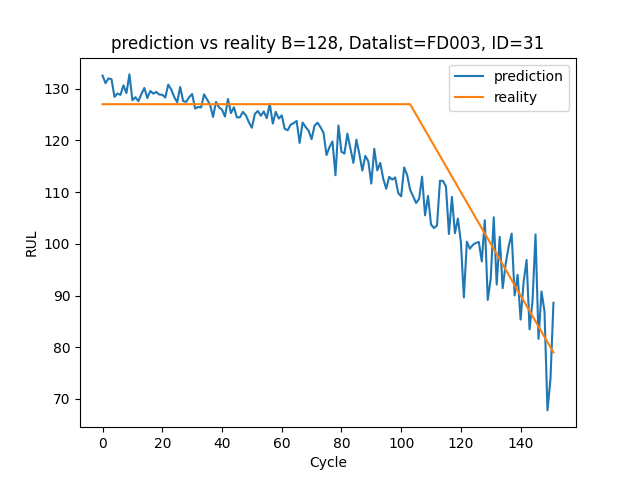 prediction vs reality B=128, Datalist=FD003, ID=31
prediction
reality
130
120
110
100
90
80
70
RUL
0 20 40 60 80 100 120 140
Cycle